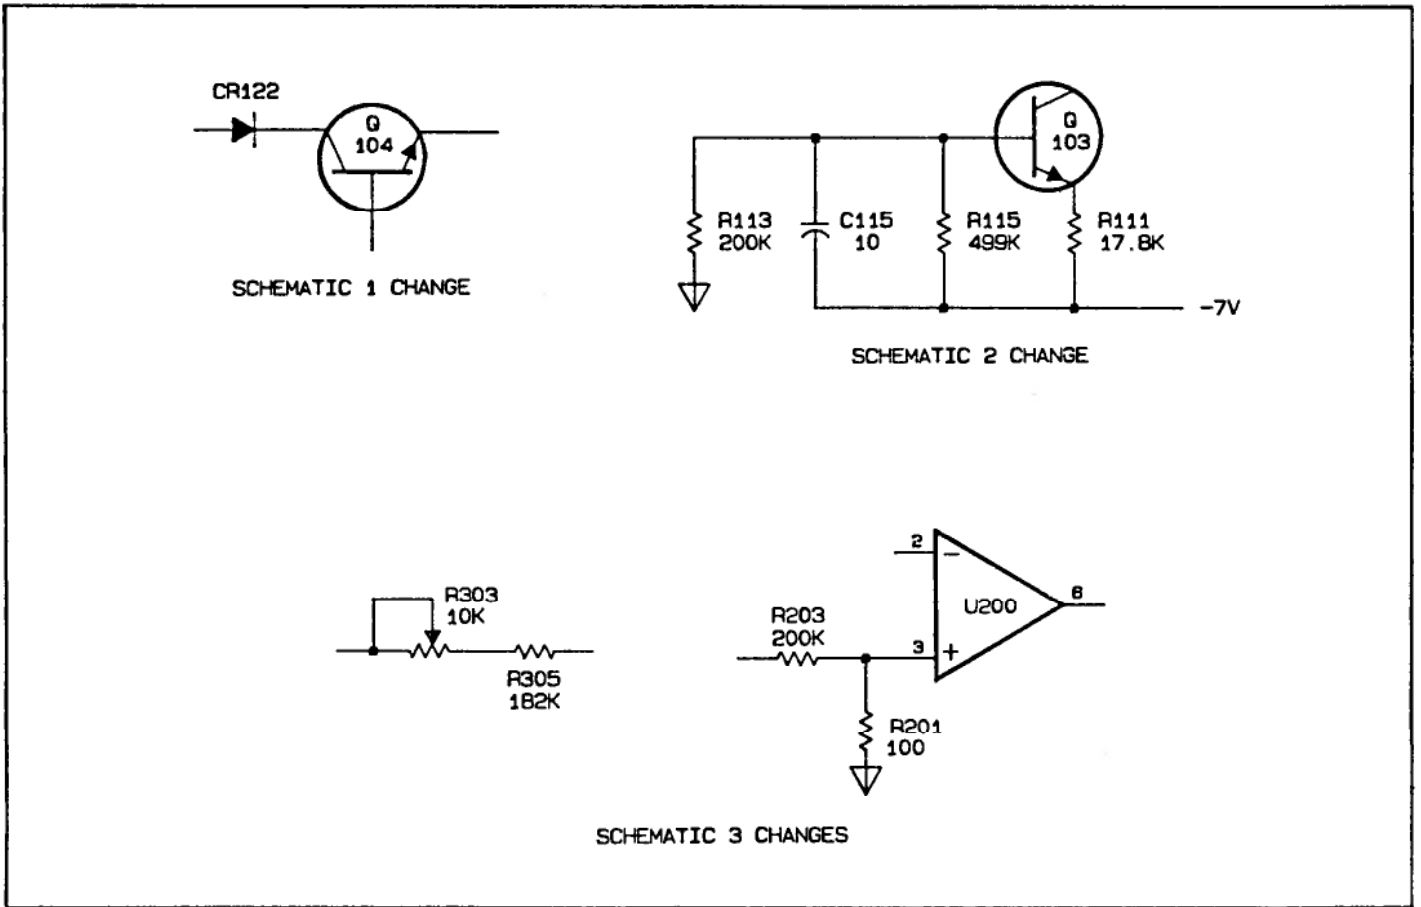 CR122
Q
104
SCHEMATIC 1 CHANGE
Q
103
R113
200K
C115
10
R115
499K
R111
17.8K
-7V
SCHEMATIC 2 CHANGE
R303
10K
R305
182K
R203
200K
2
-
U200
6
3
+
R201
100
SCHEMATIC 3 CHANGES